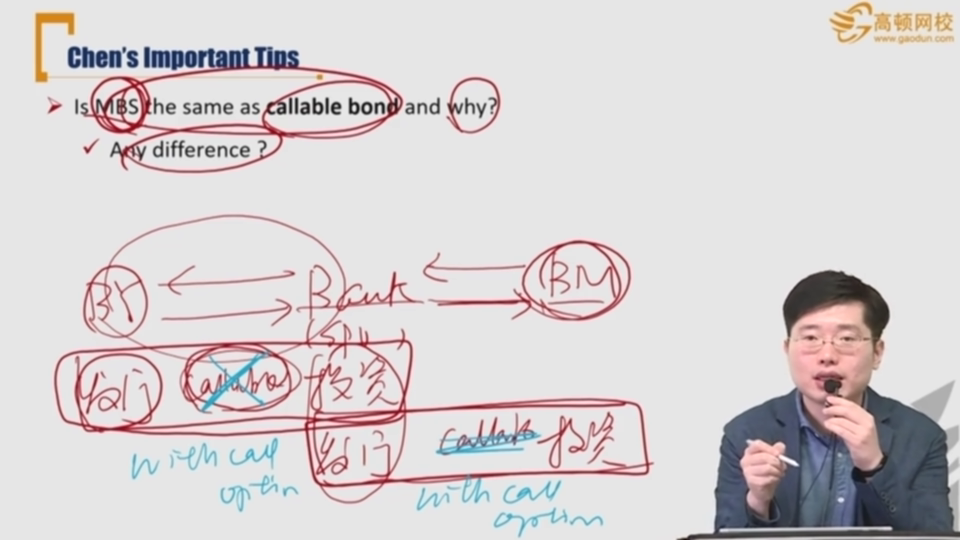 高顿网校
www.gaodun.com
Chen's Important Tips
Is MBS the same as callable bond and why?
Any difference ?
BY Bank BM
(SPV)
发行 callable 投资
发行 callable 投资
with call
option
with call
option